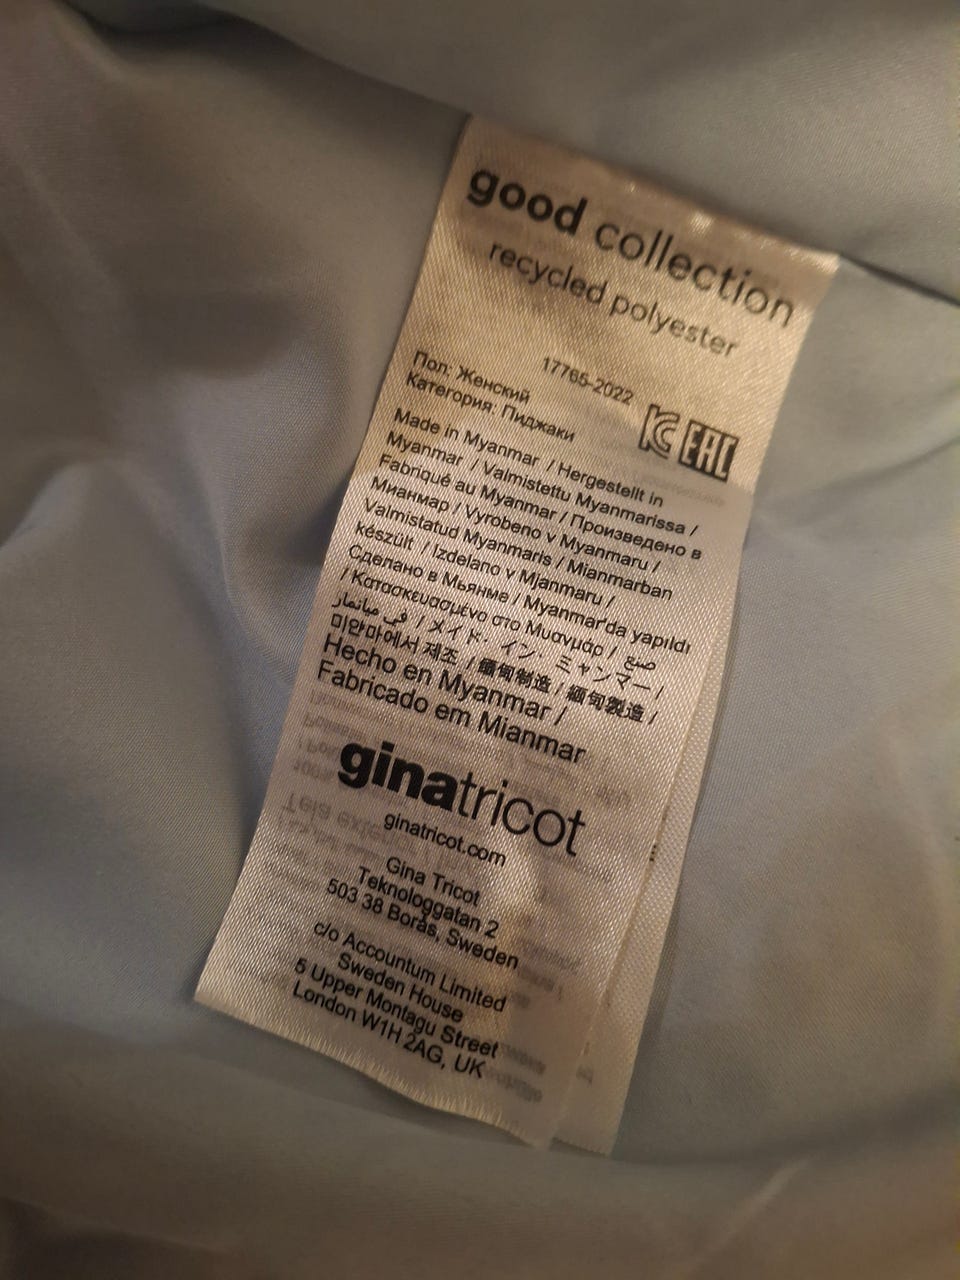 good collection
recycled polyester
17765-2022
Пол: Женский
Категория: Пиджаки
EAC
Made in Myanmar / Hergestellt in
Myanmar / Valmistettu Myanmarissa /
Fabriqué au Myanmar / Произведено в
Мианмар / Vyrobeno v Myanmaru /
Valmistatud Myanmaris / Mianmarban
készült / Izdelano v Mjanmaru /
Сделано в Мьянме / Myanmar'da yapıldı
/ Κατασκευασμένο στο Μιανμάρ / صنع
في ميانمار / メイド・イン・ミャンマー /
미얀마에서 제조 / 緬甸制造 / 緬甸製造 /
Hecho en Myanmar /
Fabricado em Mianmar
ginatricot
ginatricot.com
Gina Tricot
Teknologgatan 2
503 38 Borås, Sweden
c/o Accountum Limited
Sweden House
5 Upper Montagu Street
London W1H 2AG, UK